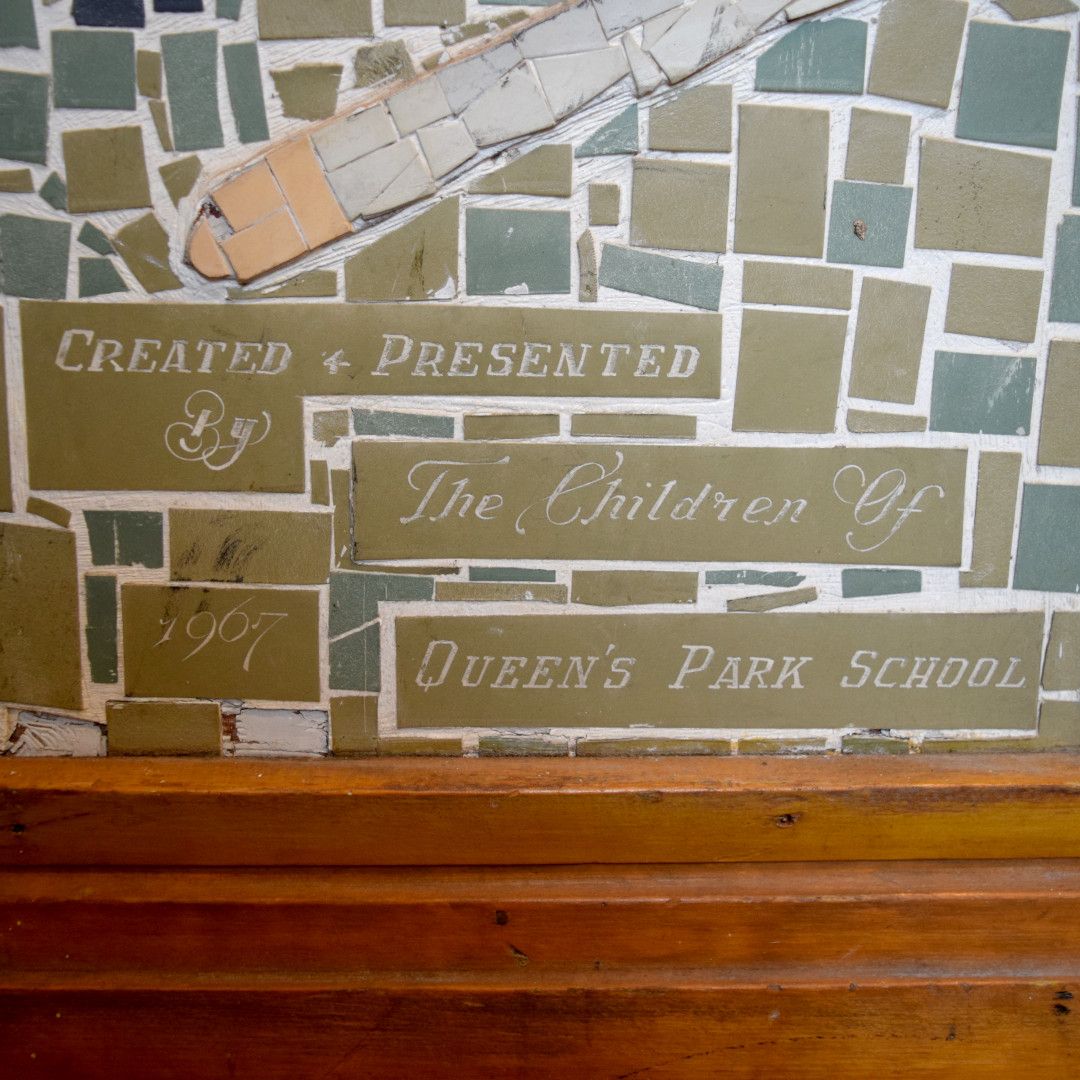 CREATED & PRESENTED
By
The Children Of
1967
QUEEN'S PARK SCHOOL